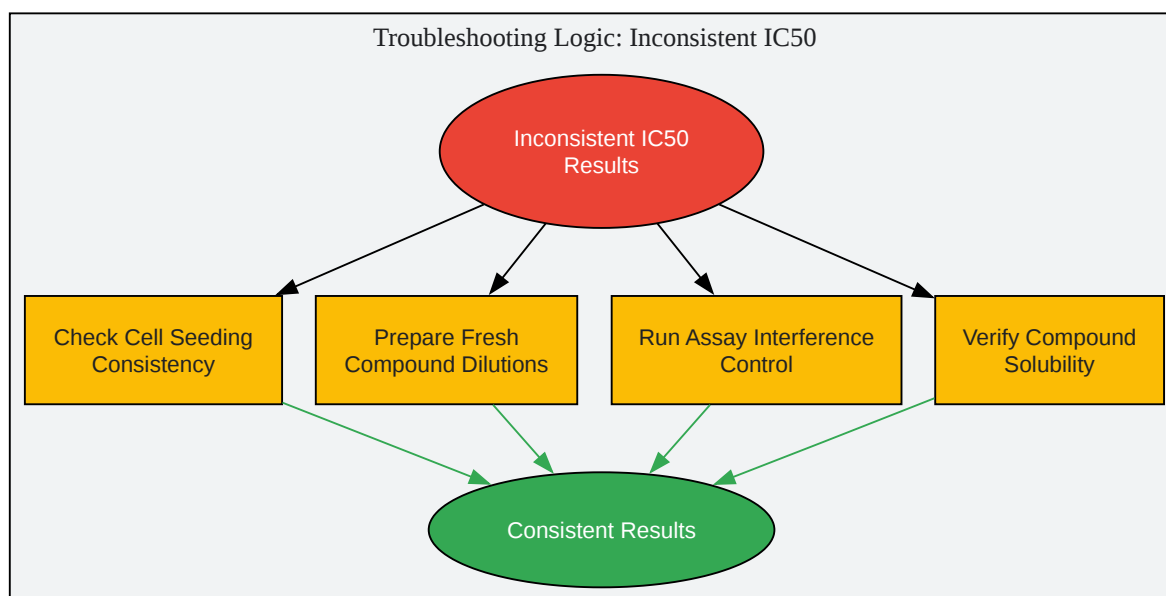 Troubleshooting Logic: Inconsistent IC50
Inconsistent IC50
Results
Check Cell Seeding
Consistency
Prepare Fresh
Compound Dilutions
Run Assay Interference
Control
Verify Compound
Solubility
Consistent Results